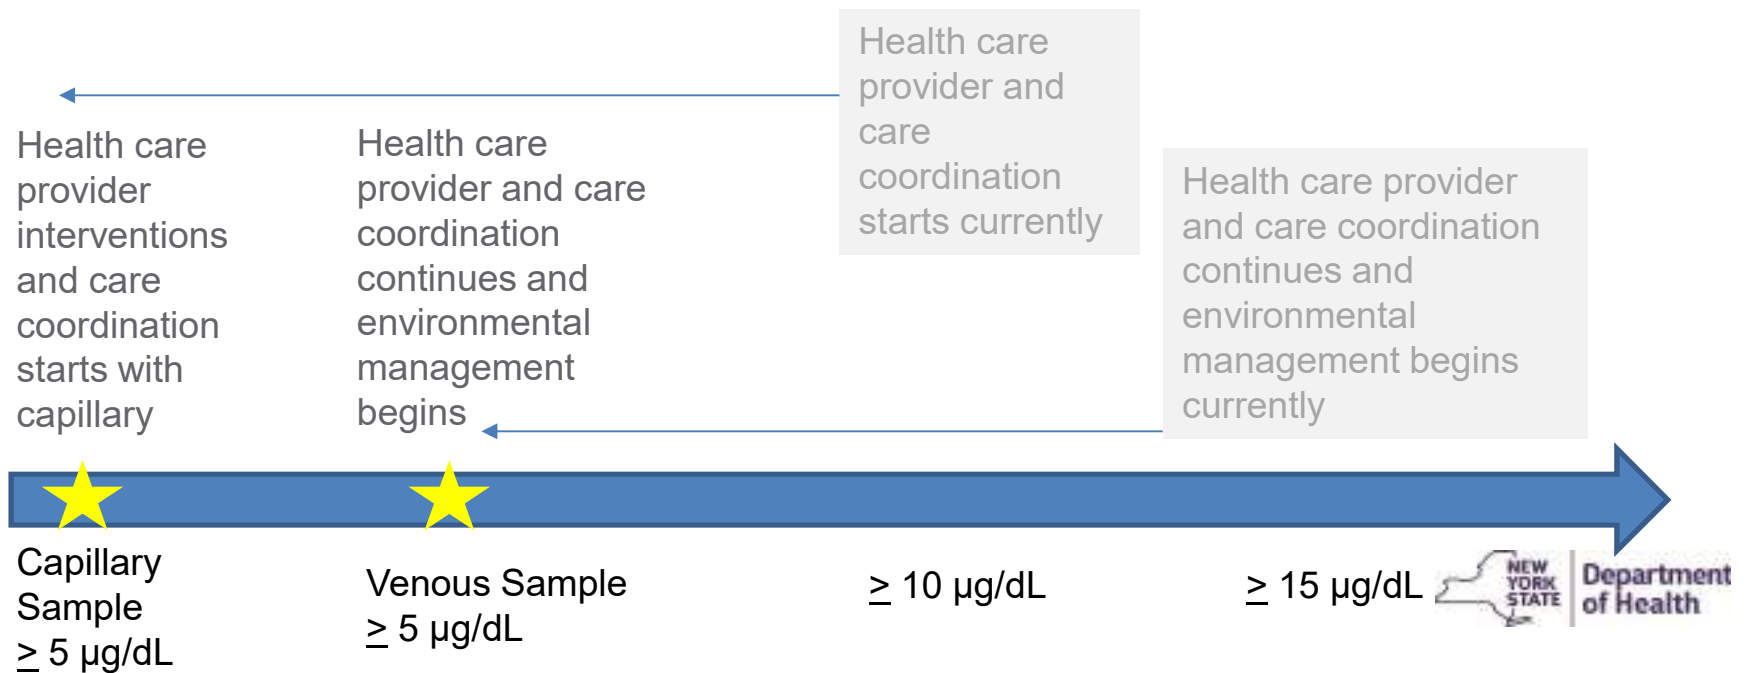 Health care
provider and
care
coordination
starts currently
Health care
provider
interventions
and care
coordination
starts with
capillary
Health care
provider and care
coordination
continues and
environmental
management
begins
Health care provider
and care coordination
continues and
environmental
management begins
currently
Capillary
Sample
≥ 5 µg/dL
Venous Sample
≥ 5 µg/dL
≥ 10 µg/dL
≥ 15 µg/dL
NEW
YORK
STATE
Department
of Health